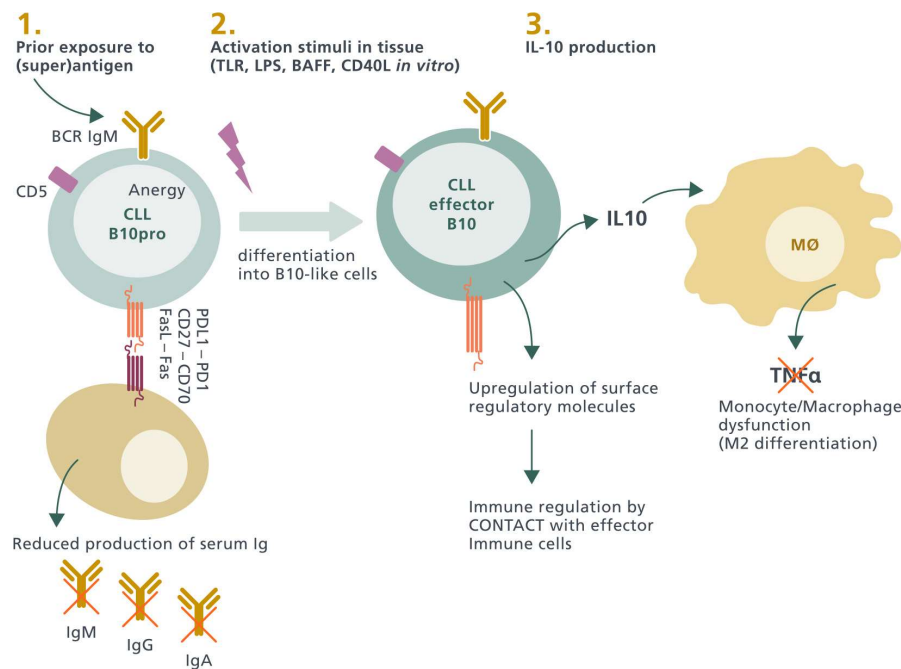 1.
Prior exposure to
(super)antigen
2.
Activation stimuli in tissue
(TLR, LPS, BAFF, CD40L in vitro)
3.
IL-10 production
BCR IgM
CD5
Anergy
CLL
B10pro
differentiation
into B10-like cells
CLL
effector
B10
IL10
MØ
PDL1 – PD1
CD27 – CD70
FasL – Fas
TNFα
Monocyte/Macrophage
dysfunction
(M2 differentiation)
Upregulation of surface
regulatory molecules
Immune regulation by
CONTACT with effector
Immune cells
Reduced production of serum Ig
IgM
IgG
IgA